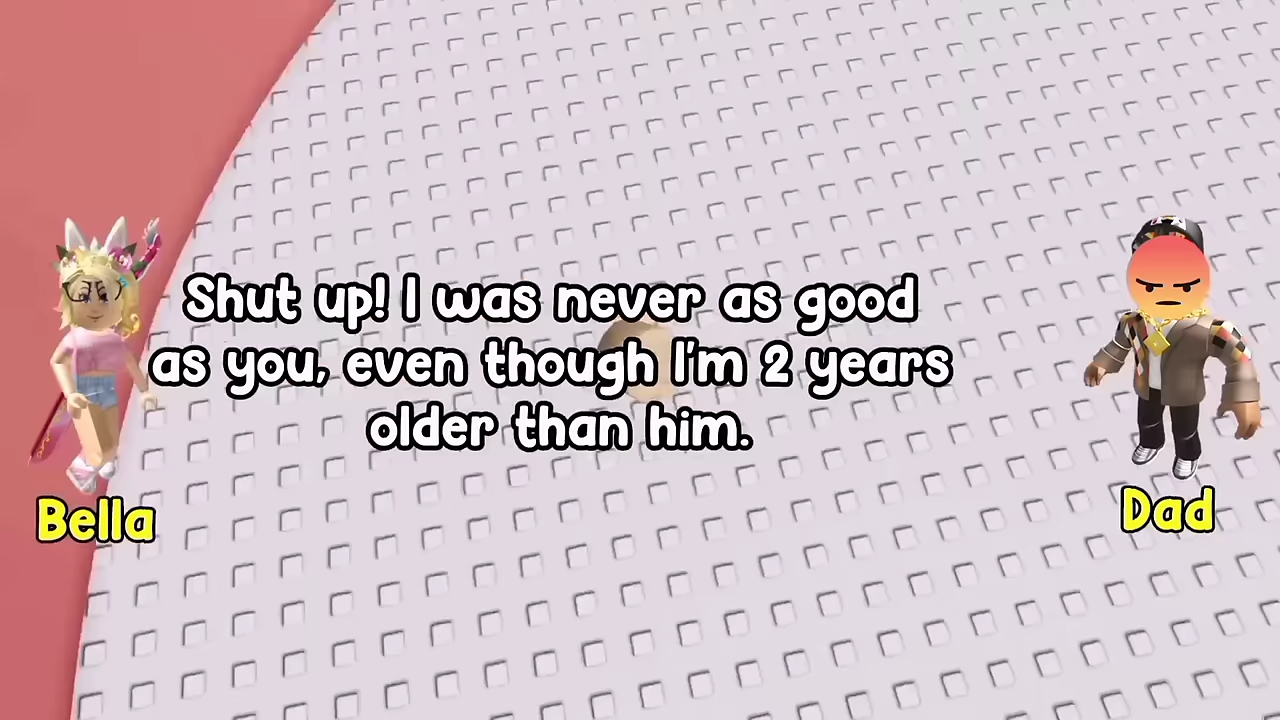 Shut up! I was never as good
as you, even though I'm 2 years
older than him.
Bella
Dad